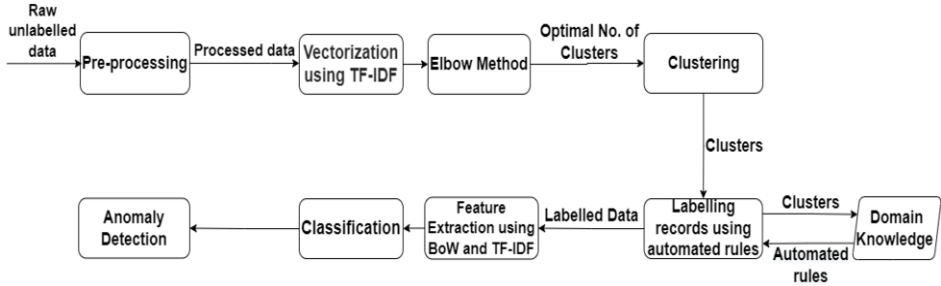 Raw
unlabelled
data
Pre-processing
Processed data
Vectorization
using TF-IDF
Elbow Method
Optimal No. of
Clusters
Clustering
Clusters
Labelling
records using
automated rules
Clusters
Automated
rules
Domain
Knowledge
Labelled Data
Feature
Extraction using
BoW and TF-IDF
Classification
Anomaly
Detection